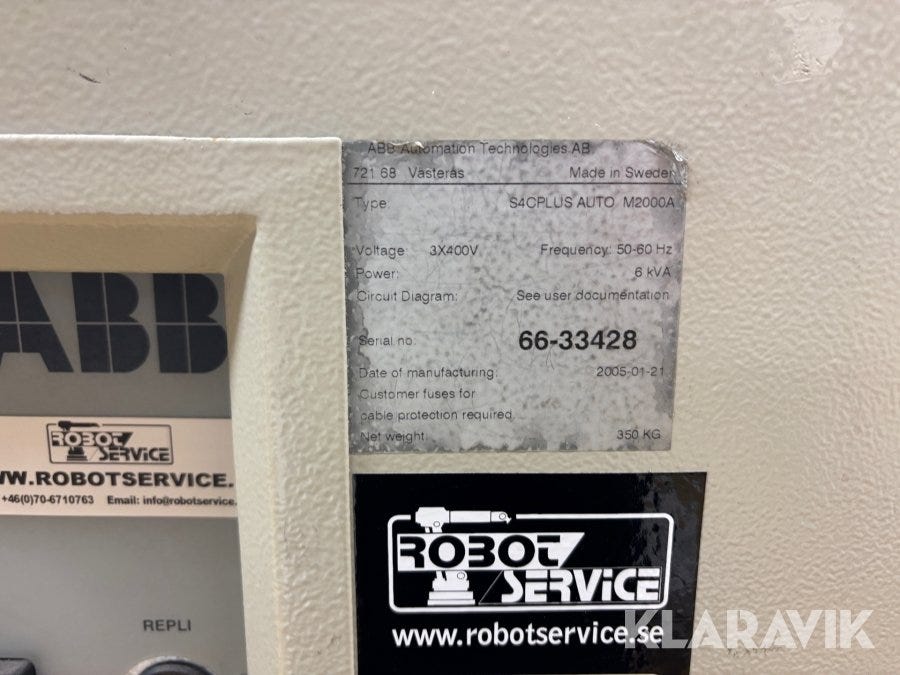 ABB Automation Technologies AB
721 68 Västerås Made in Sweden
Type: S4CPLUS AUTO M2000A
Voltage: 3X400V Frequency: 50-60 Hz
Power: 6 kVA
Circuit Diagram: See user documentation
Serial no: 66-33428
Date of manufacturing: 2005-01-21
Customer fuses for
cable protection required.
Net weight: 350 KG
ABB
ROBOT
SERVICE
WW.ROBOTSERVICE.
+46(0)70-6710763 Email: info@robotservice.
REPLI
ROBOT
SERVICE
www.robotservice.se
KLARAVIK